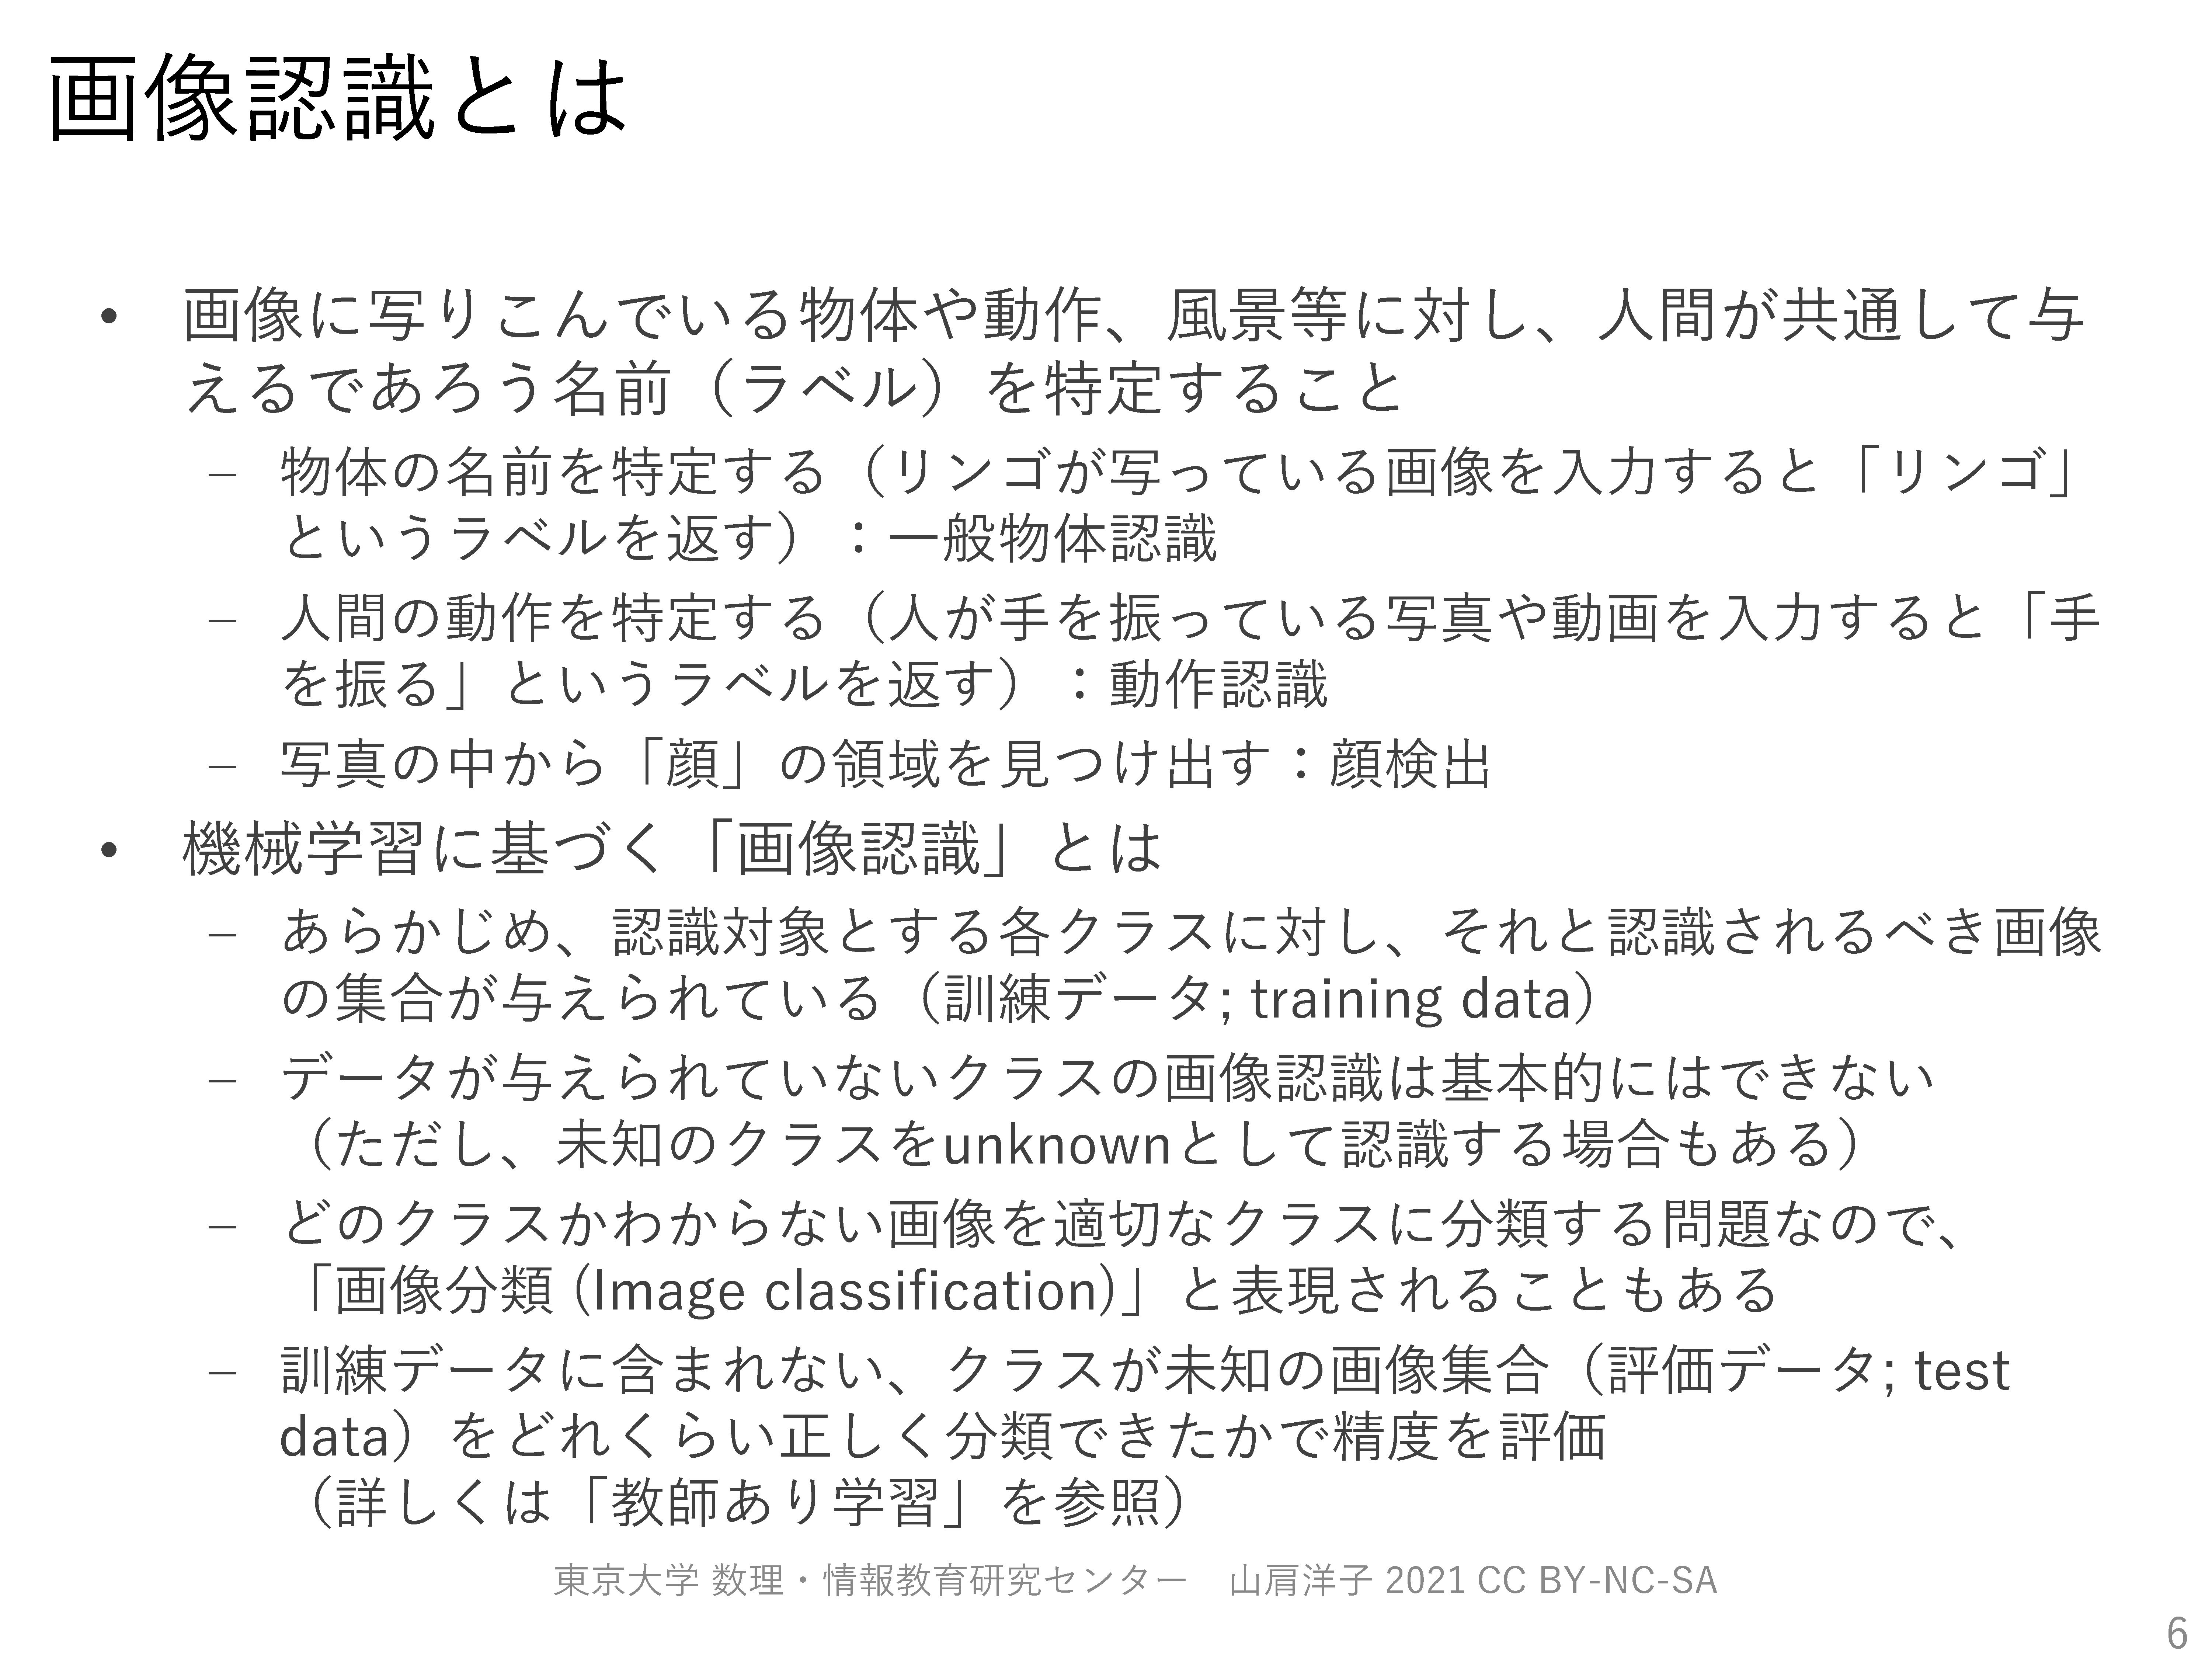 画像認識とは
• 画像に写りこんでいる物体や動作、風景等に対し、人間が共通して与
えるであろう名前（ラベル）を特定すること
– 物体の名前を特定する（リンゴが写っている画像を入力すると「リンゴ」
というラベルを返す）：一般物体認識
– 人間の動作を特定する（人が手を振っている写真や動画を入力すると「手
を振る」というラベルを返す）：動作認識
– 写真の中から「顔」の領域を見つけ出す：顔検出
• 機械学習に基づく「画像認識」とは
– あらかじめ、認識対象とする各クラスに対し、それと認識されるべき画像
の集合が与えられている（訓練データ; training data）
– データが与えられていないクラスの画像認識は基本的にはできない
（ただし、未知のクラスをunknownとして認識する場合もある）
– どのクラスかわからない画像を適切なクラスに分類する問題なので、
「画像分類 (Image classification)」と表現されることもある
– 訓練データに含まれない、クラスが未知の画像集合（評価データ; test
data）をどれくらい正しく分類できたかで精度を評価
（詳しくは「教師あり学習」を参照）
東京大学 数理・情報教育研究センター　山肩洋子 2021 CC BY-NC-SA
6